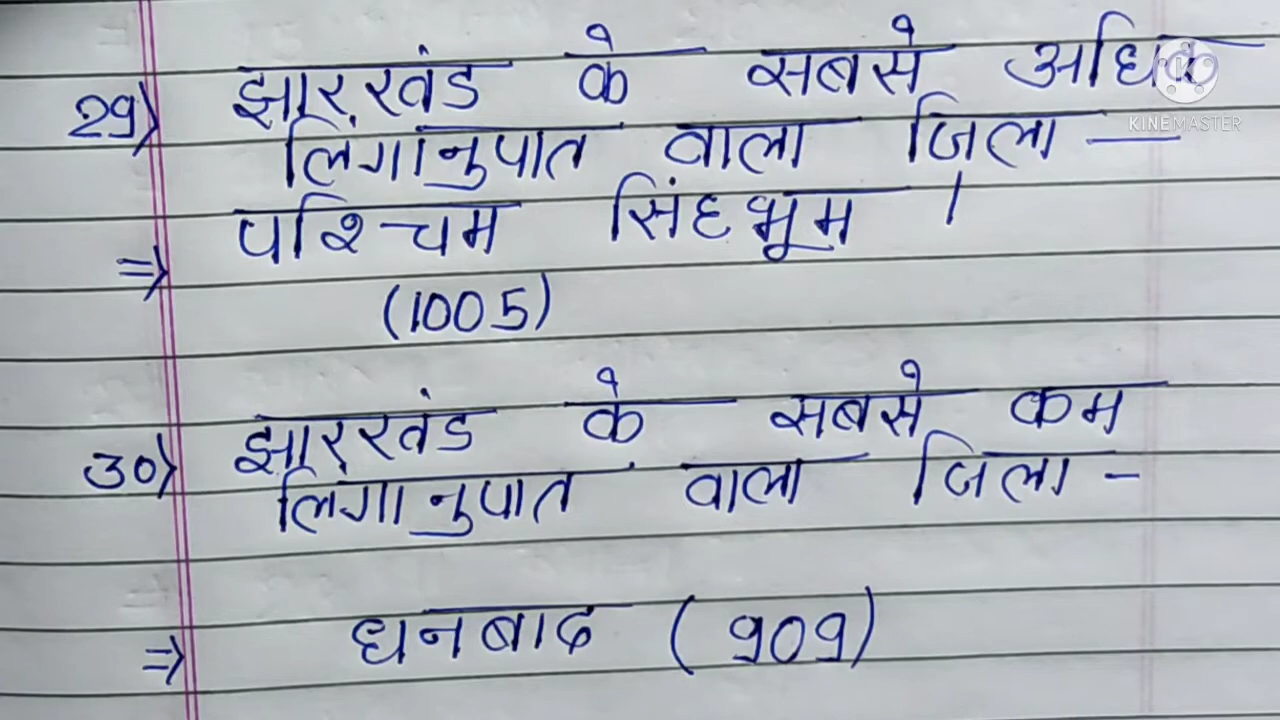 29) झारखंड के सबसे अधिक
लिंगानुपात वाला जिला —
⇒ पश्चिम सिंहभूम ।
(1005)
30) झारखंड के सबसे कम
लिंगानुपात वाला जिला -
⇒ धनबाद (909)
KINEMASTER